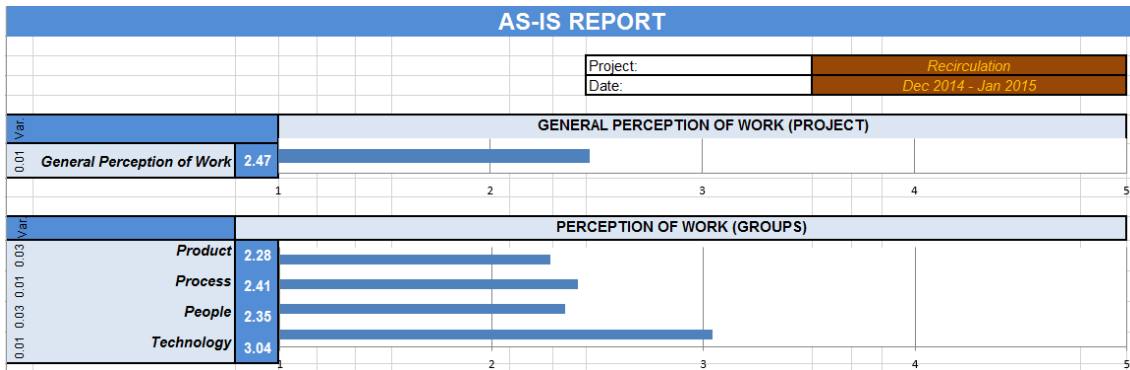 AS-IS REPORT
Project: Recirculation
Date: Dec 2014 - Jan 2015
Var. GENERAL PERCEPTION OF WORK (PROJECT)
0.01 General Perception of Work 2.47
1 2 3 4 5
Var. PERCEPTION OF WORK (GROUPS)
0.03 Product 2.28
0.01 Process 2.41
0.03 People 2.35
0.01 Technology 3.04
1 2 3 4 5